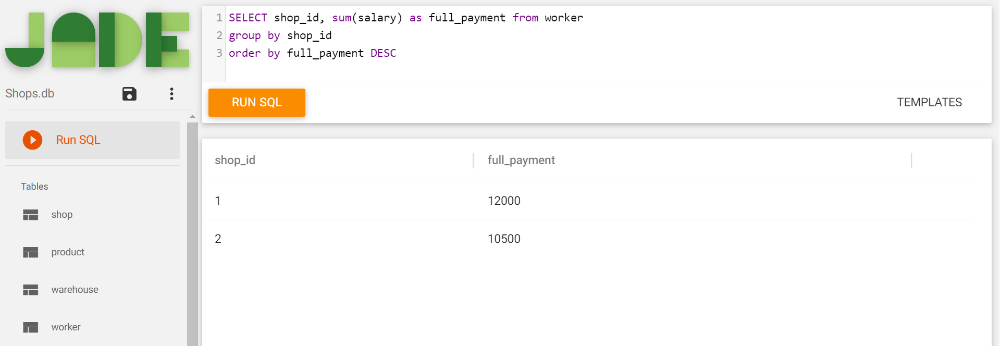 JADE
Shops.db
Run SQL
Tables
shop
product
warehouse
worker
1 SELECT shop_id, sum(salary) as full_payment from worker
2 group by shop_id
3 order by full_payment DESC
RUN SQL
TEMPLATES
shop_id full_payment
1 12000
2 10500